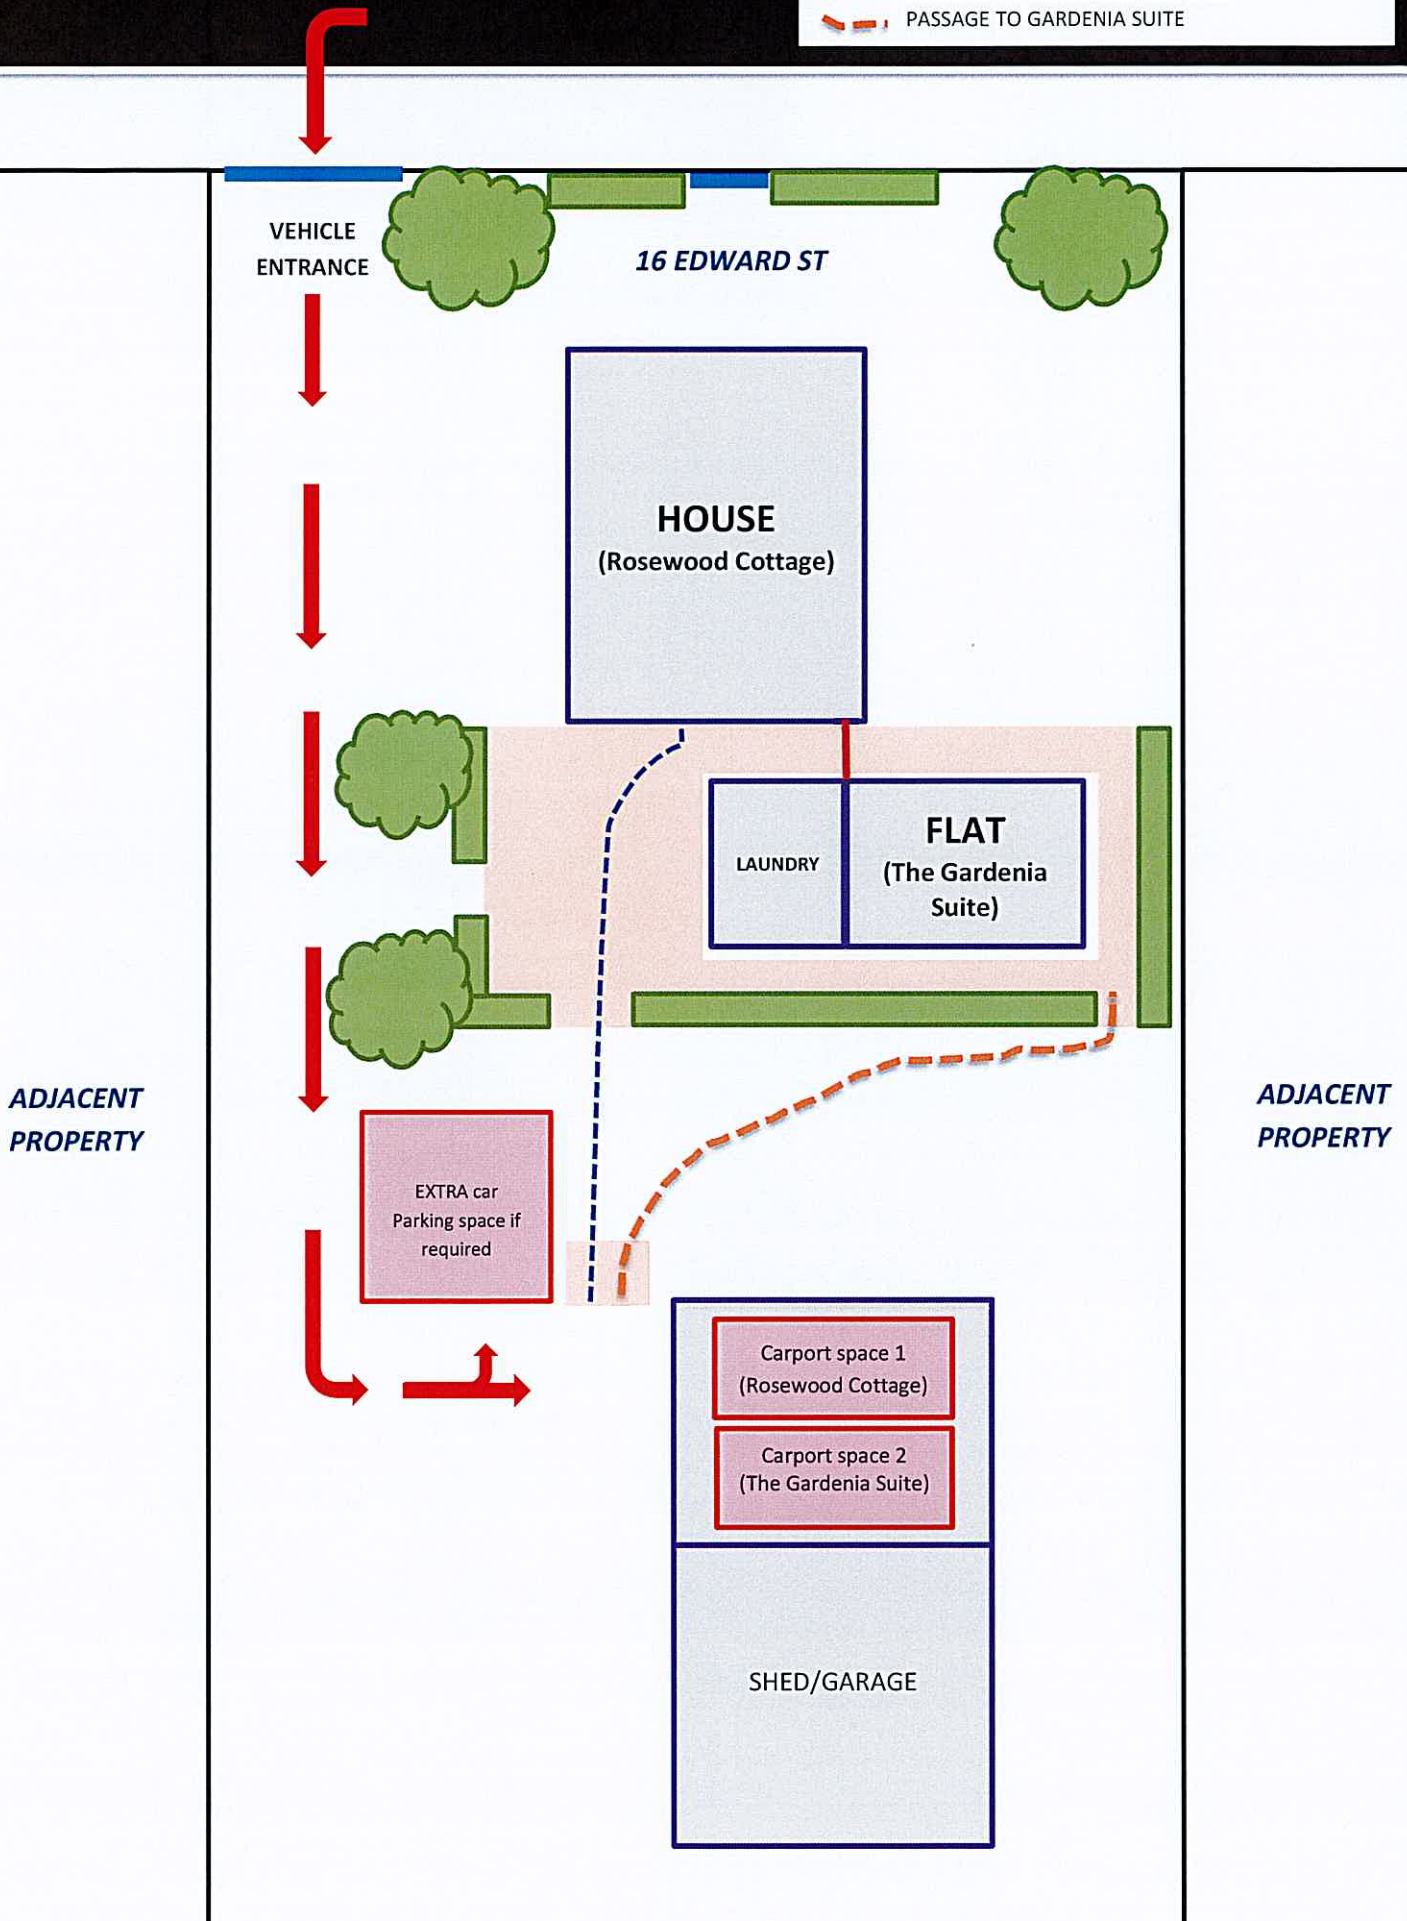 PASSAGE TO GARDENIA SUITE
VEHICLE
ENTRANCE
16 EDWARD ST
HOUSE
(Rosewood Cottage)
LAUNDRY
FLAT
(The Gardenia
Suite)
ADJACENT
PROPERTY
ADJACENT
PROPERTY
EXTRA car
Parking space if
required
Carport space 1
(Rosewood Cottage)
Carport space 2
(The Gardenia Suite)
SHED/GARAGE